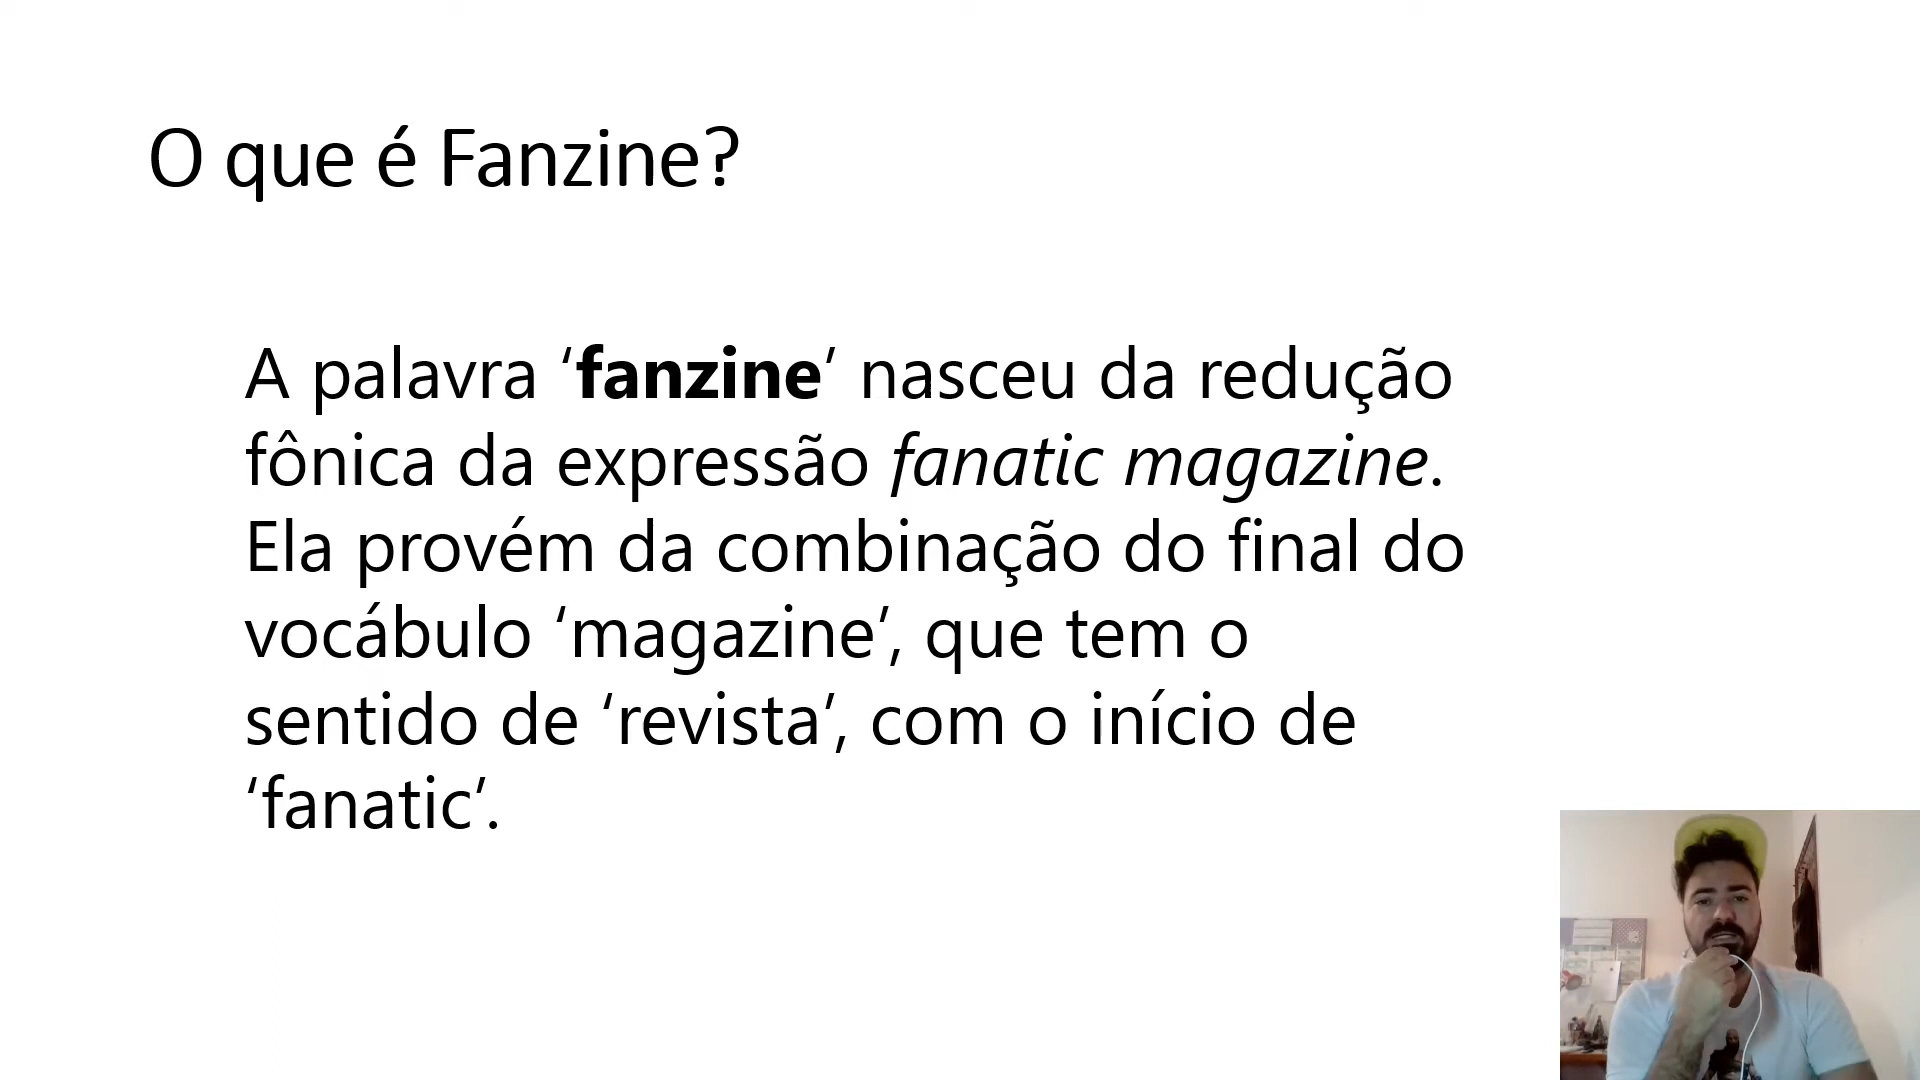 O que é Fanzine?
A palavra ‘fanzine’ nasceu da redução
fônica da expressão fanatic magazine.
Ela provém da combinação do final do
vocábulo ‘magazine’, que tem o
sentido de ‘revista’, com o início de
‘fanatic’.